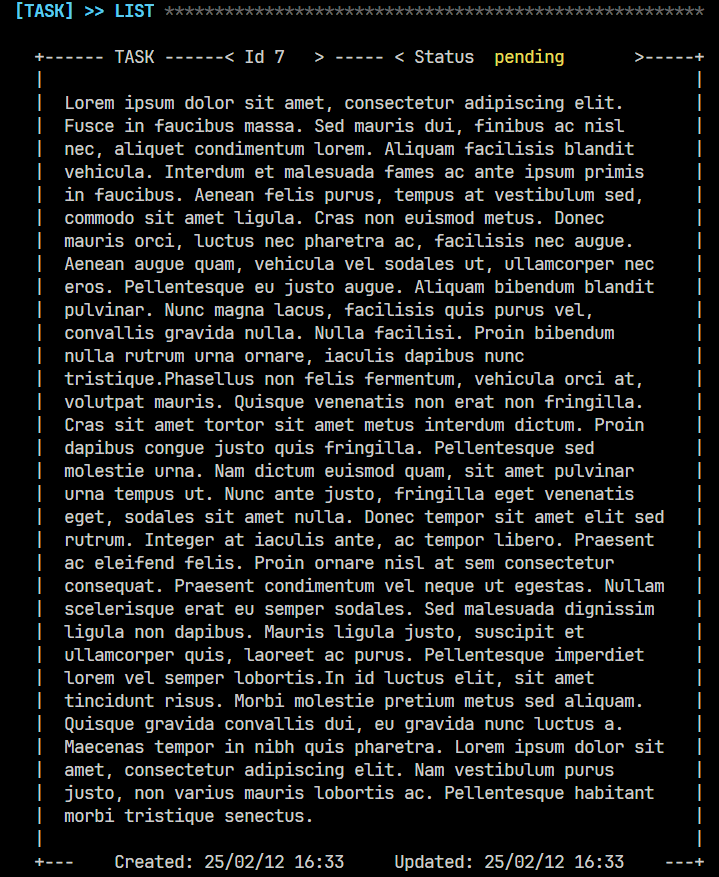 [TASK] >> LIST ******************************************************
+------ TASK ------< Id 7   > ----- < Status  pending       >-----+
Lorem ipsum dolor sit amet, consectetur adipiscing elit.
Fusce in faucibus massa. Sed mauris dui, finibus ac nisl
nec, aliquet condimentum lorem. Aliquam facilisis blandit
vehicula. Interdum et malesuada fames ac ante ipsum primis
in faucibus. Aenean felis purus, tempus at vestibulum sed,
commodo sit amet ligula. Cras non euismod metus. Donec
mauris orci, luctus nec pharetra ac, facilisis nec augue.
Aenean augue quam, vehicula vel sodales ut, ullamcorper nec
eros. Pellentesque eu justo augue. Aliquam bibendum blandit
pulvinar. Nunc magna lacus, facilisis quis purus vel,
convallis gravida nulla. Nulla facilisi. Proin bibendum
nulla rutrum urna ornare, iaculis dapibus nunc
tristique.Phasellus non felis fermentum, vehicula orci at,
volutpat mauris. Quisque venenatis non erat non fringilla.
Cras sit amet tortor sit amet metus interdum dictum. Proin
dapibus congue justo quis fringilla. Pellentesque sed
molestie urna. Nam dictum euismod quam, sit amet pulvinar
urna tempus ut. Nunc ante justo, fringilla eget venenatis
eget, sodales sit amet nulla. Donec tempor sit amet elit sed
rutrum. Integer at iaculis ante, ac tempor libero. Praesent
ac eleifend felis. Proin ornare nisl at sem consectetur
consequat. Praesent condimentum vel neque ut egestas. Nullam
scelerisque erat eu semper sodales. Sed malesuada dignissim
ligula non dapibus. Mauris ligula justo, suscipit et
ullamcorper quis, laoreet ac purus. Pellentesque imperdiet
lorem vel semper lobortis.In id luctus elit, sit amet
tincidunt risus. Morbi molestie pretium metus sed aliquam.
Quisque gravida convallis dui, eu gravida nunc luctus a.
Maecenas tempor in nibh quis pharetra. Lorem ipsum dolor sit
amet, consectetur adipiscing elit. Nam vestibulum purus
justo, non varius mauris lobortis ac. Pellentesque habitant
morbi tristique senectus.
+---    Created: 25/02/12 16:33     Updated: 25/02/12 16:33    ---+